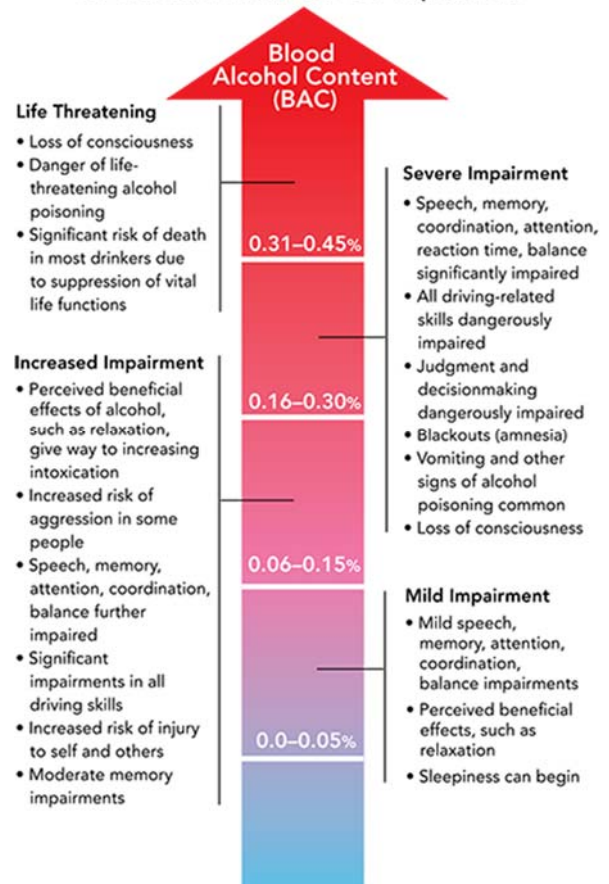 Blood
Alcohol Content
(BAC)
Life Threatening
• Loss of consciousness
• Danger of life-
threatening alcohol
poisoning
• Significant risk of death
in most drinkers due
to suppression of vital
life functions
0.31–0.45%
Severe Impairment
• Speech, memory,
coordination, attention,
reaction time, balance
significantly impaired
• All driving-related
skills dangerously
impaired
• Judgment and
decisionmaking
dangerously impaired
• Blackouts (amnesia)
• Vomiting and other
signs of alcohol
poisoning common
• Loss of consciousness
0.16–0.30%
Increased Impairment
• Perceived beneficial
effects of alcohol,
such as relaxation,
give way to increasing
intoxication
• Increased risk of
aggression in some
people
• Speech, memory,
attention, coordination,
balance further
impaired
• Significant
impairments in all
driving skills
• Increased risk of injury
to self and others
• Moderate memory
impairments
0.06–0.15%
Mild Impairment
• Mild speech,
memory, attention,
coordination,
balance impairments
• Perceived beneficial
effects, such as
relaxation
• Sleepiness can begin
0.0–0.05%